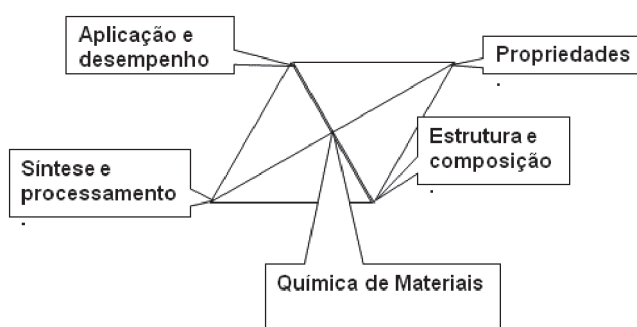 Aplicação e
desempenho
Propriedades
.
Estrutura e
composição
.
Síntese e
processamento
.
Química de Materiais